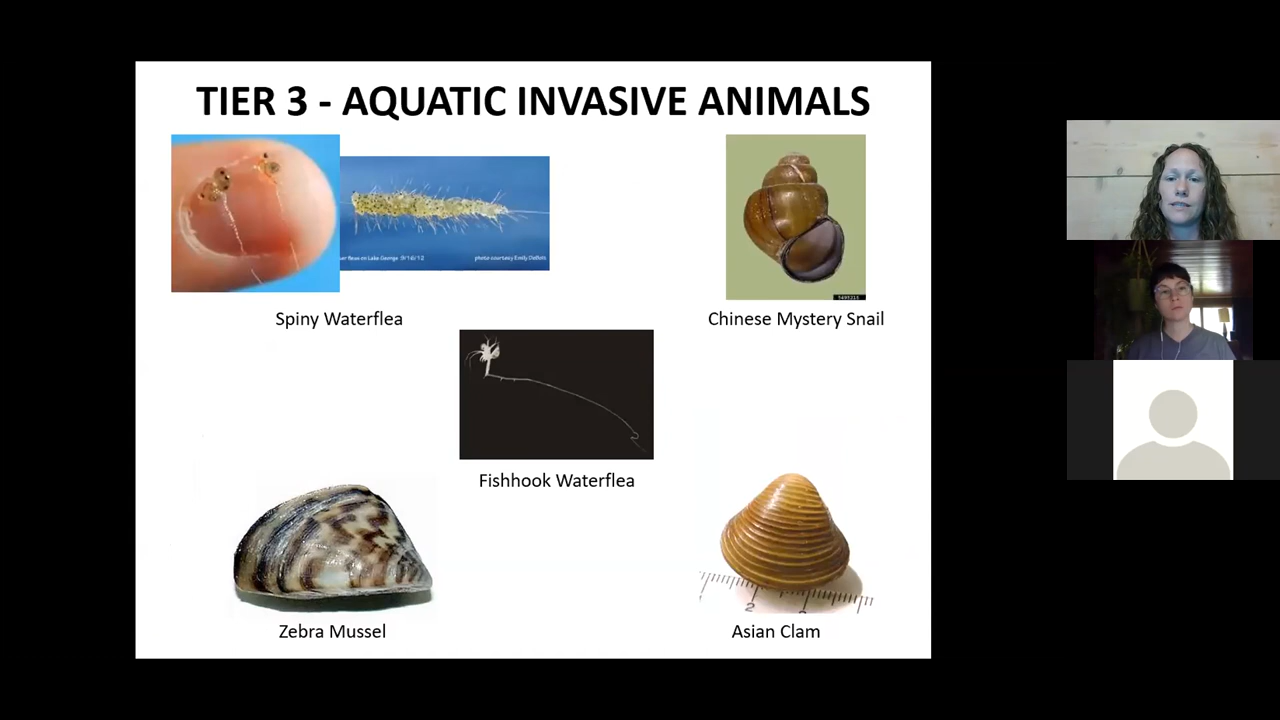 TIER 3 - AQUATIC INVASIVE ANIMALS
photo courtesy Emily DeBolt
Spiny Waterflea
Chinese Mystery Snail
Fishhook Waterflea
2
Zebra Mussel
Asian Clam